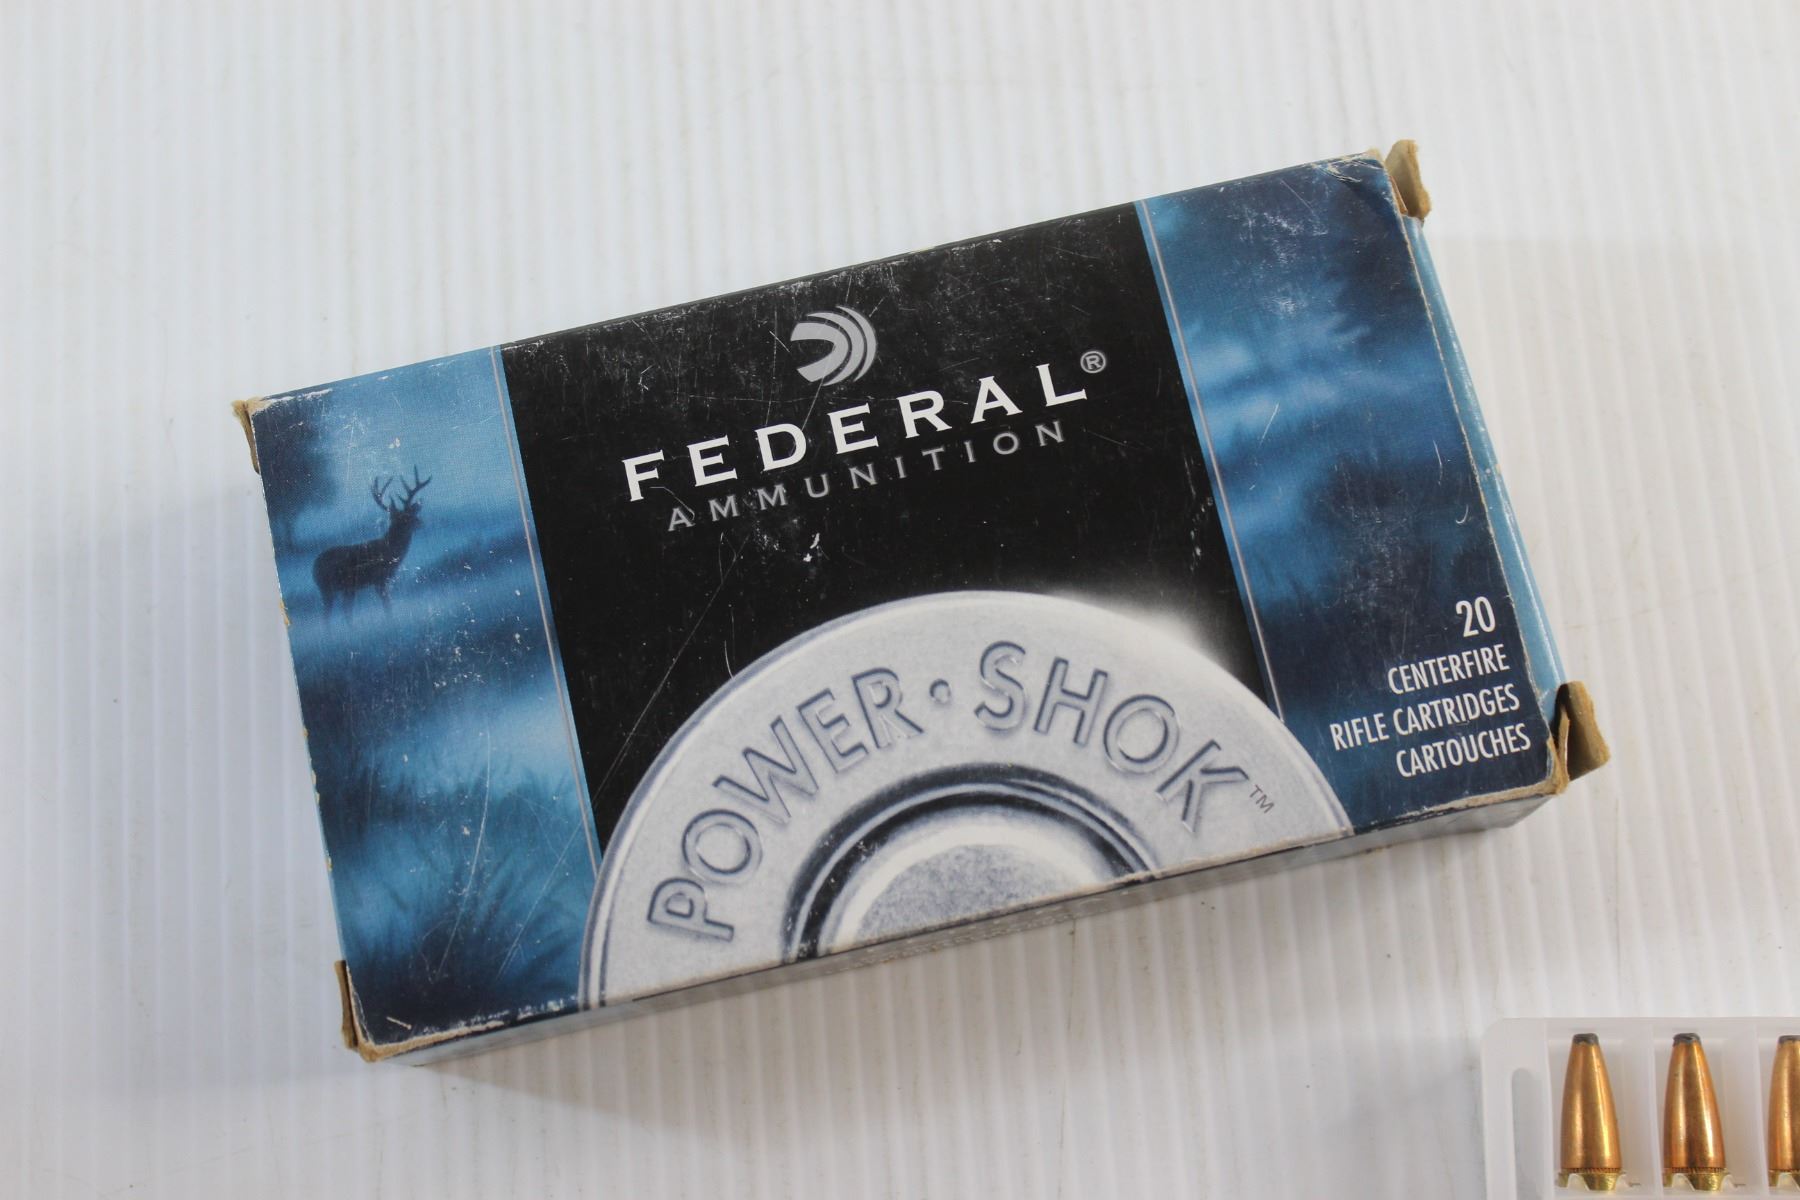 FEDERAL®
AMMUNITION
POWER·SHOK™
20
CENTERFIRE
RIFLE CARTRIDGES
CARTOUCHES